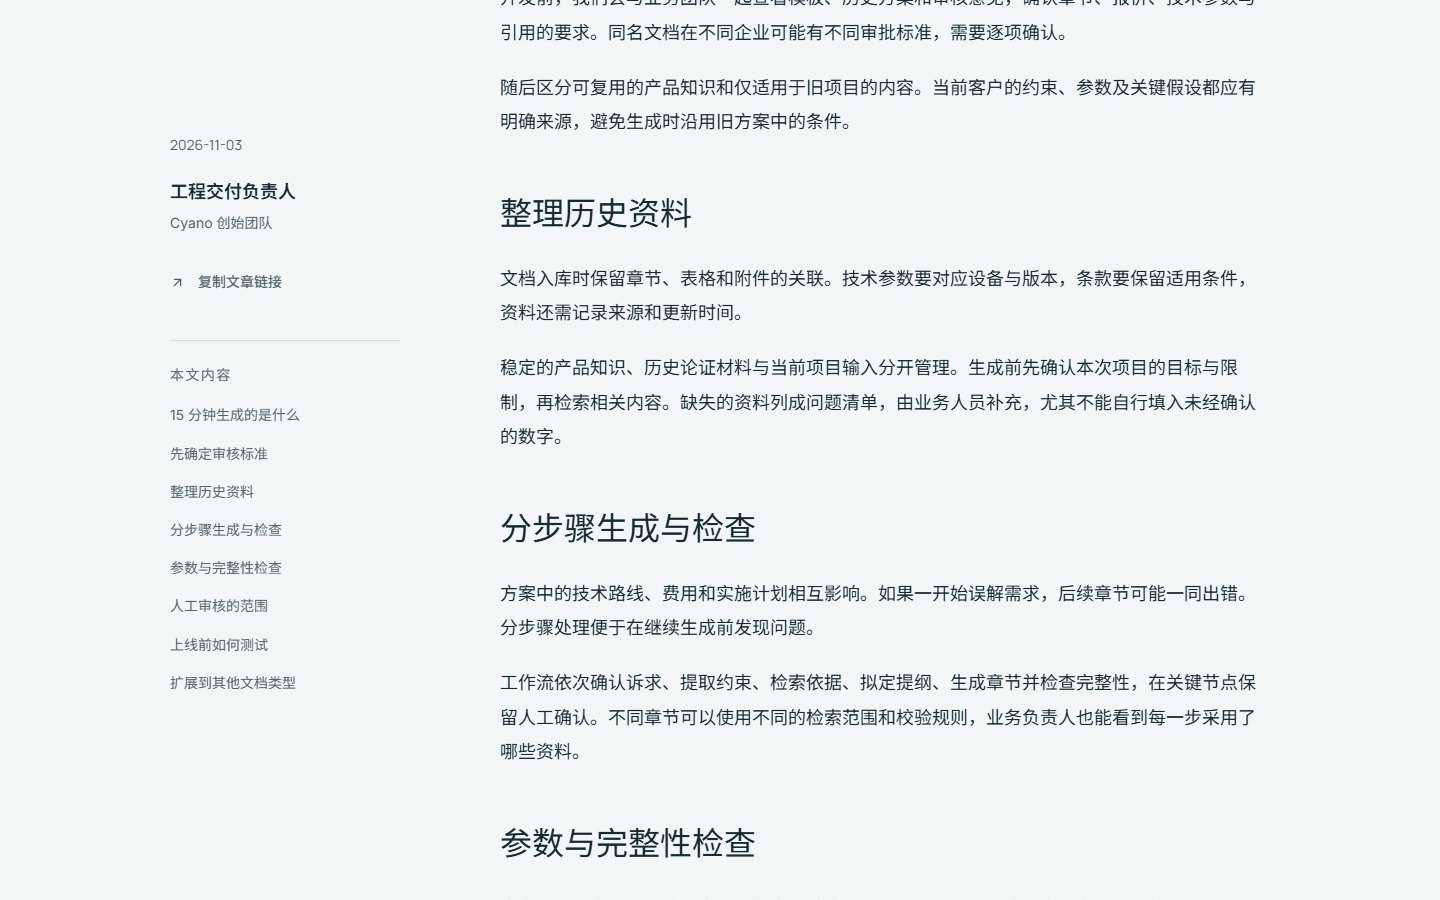 2026-11-03
工程交付负责人
Cyano 创始团队
复制文章链接
本文内容
15 分钟生成的是什么
先确定审核标准
整理历史资料
分步骤生成与检查
参数与完整性检查
人工审核的范围
上线前如何测试
扩展到其他文档类型
引用的要求。同名文档在不同企业可能有不同审批标准，需要逐项确认。
随后区分可复用的产品知识和仅适用于旧项目的内容。当前客户的约束、参数及关键假设都应有
明确来源，避免生成时沿用旧方案中的条件。
整理历史资料
文档入库时保留章节、表格和附件的关联。技术参数要对应设备与版本，条款要保留适用条件，
资料还需记录来源和更新时间。
稳定的产品知识、历史论证材料与当前项目输入分开管理。生成前先确认本次项目的目标与限
制，再检索相关内容。缺失的资料列成问题清单，由业务人员补充，尤其不能自行填入未经确认
的数字。
分步骤生成与检查
方案中的技术路线、费用和实施计划相互影响。如果一开始误解需求，后续章节可能一同出错。
分步骤处理便于在继续生成前发现问题。
工作流依次确认诉求、提取约束、检索依据、拟定提纲、生成章节并检查完整性，在关键节点保
留人工确认。不同章节可以使用不同的检索范围和校验规则，业务负责人也能看到每一步采用了
哪些资料。
参数与完整性检查